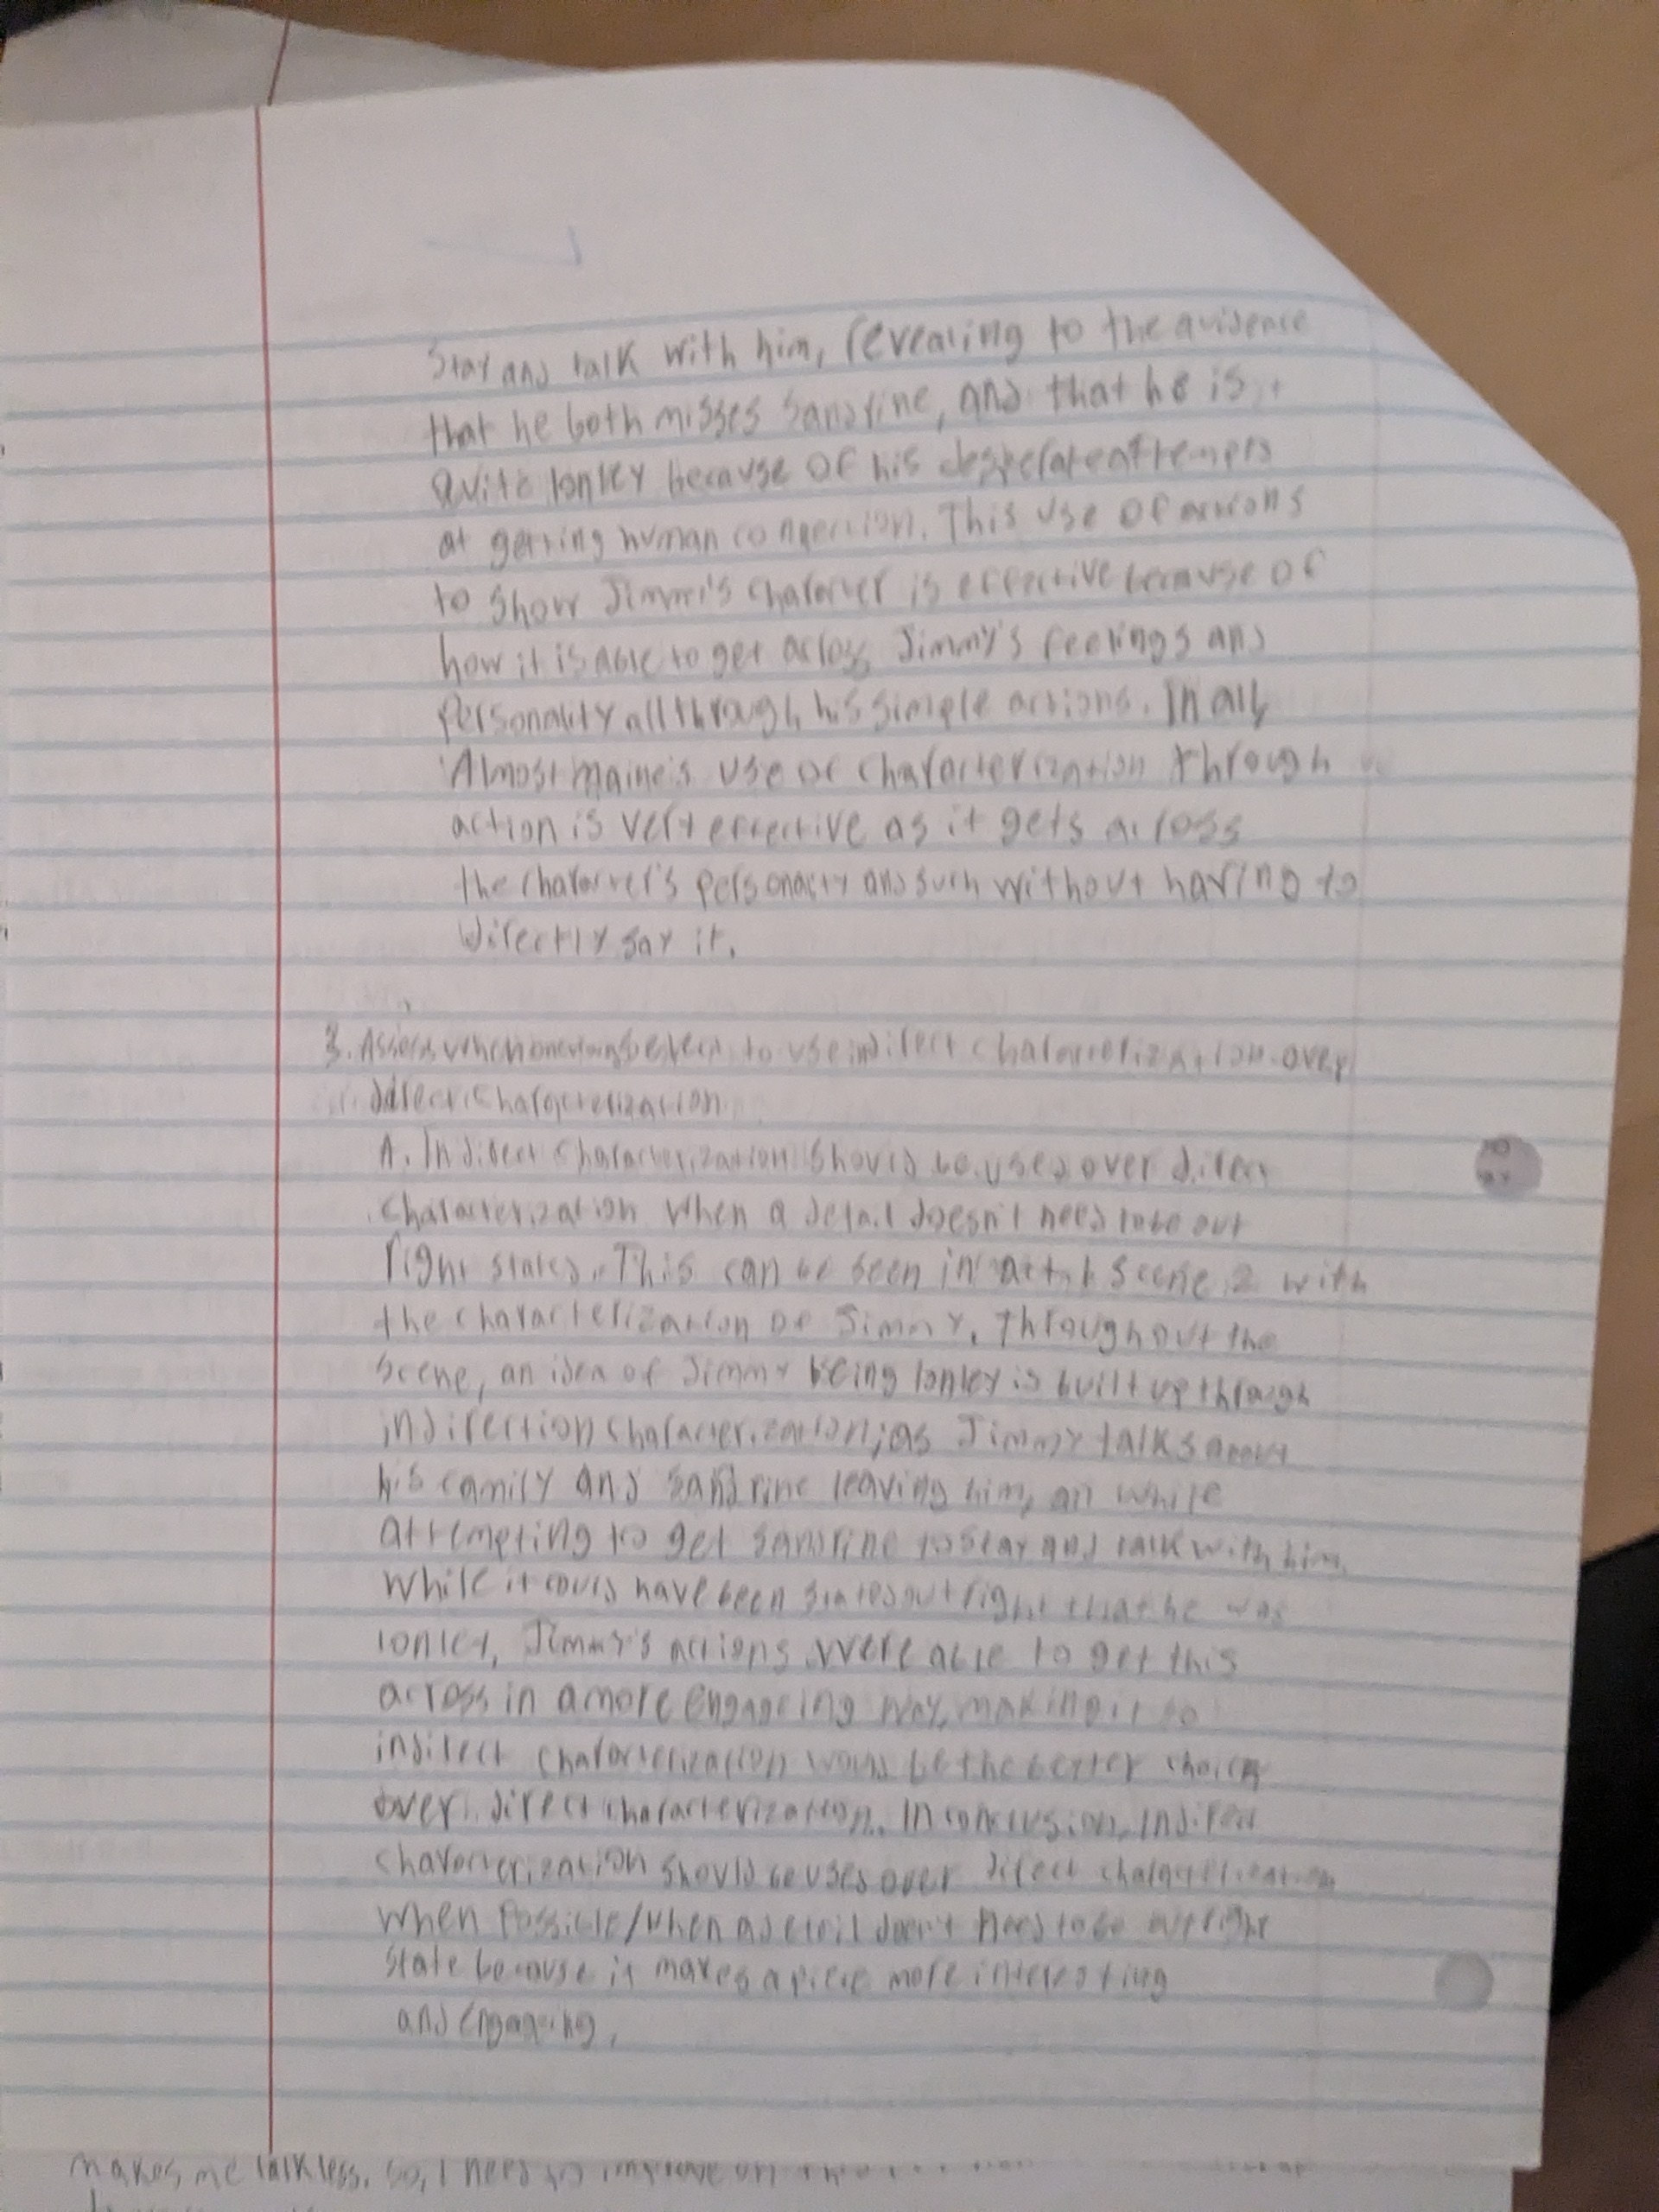 Stay and talk with him, revealing to the audience
that he both misses Sandrine, and that he is
quite lonley because of his desperate attempts
at getting human connection. This use of actions
to show Jimmy's character is effective because of
how it is able to get across Jimmy's feelings and
Personality all through his simple actions. In all,
Almost Maine's use of characterization through
action is very effective as it gets across
the character's personality and such without having to
directly say it.
3. Assess when to use indirect characterization over
direct characterization
A. Indirect characterization should be used over direct
characterization when a detail doesn't need to be out
right stated. This can be seen in act 1 scene 2 with
the characterization of Jimmy. Throughout the
scene, an idea of Jimmy being lonley is built up through
indirection characterization; as Jimmy talks about
his family and Sandrine leaving him, all while
attempting to get Sandrine to stay and talk with him.
While it could have been stated outright that he was
lonley, Jimmy's actions were able to get this
across in a more engageing way, making it so
indirect characterization would be the better choice
over direct characterization. In conclusion, Indirect
characterization should be used over direct characterization
when possible/when a detail doesn't need to be outright
state because it makes a piece more interesting
and engageing.
makes me talk less. So, I need to improve on